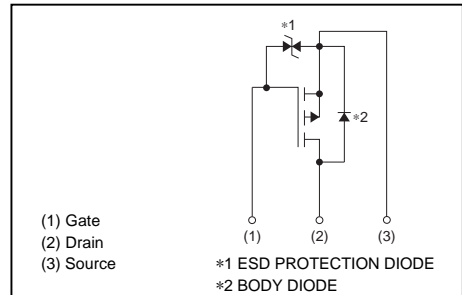 ∗1
∗2
(1) Gate
(2) Drain
(3) Source
(1) (2) (3)
∗1 ESD PROTECTION DIODE
∗2 BODY DIODE